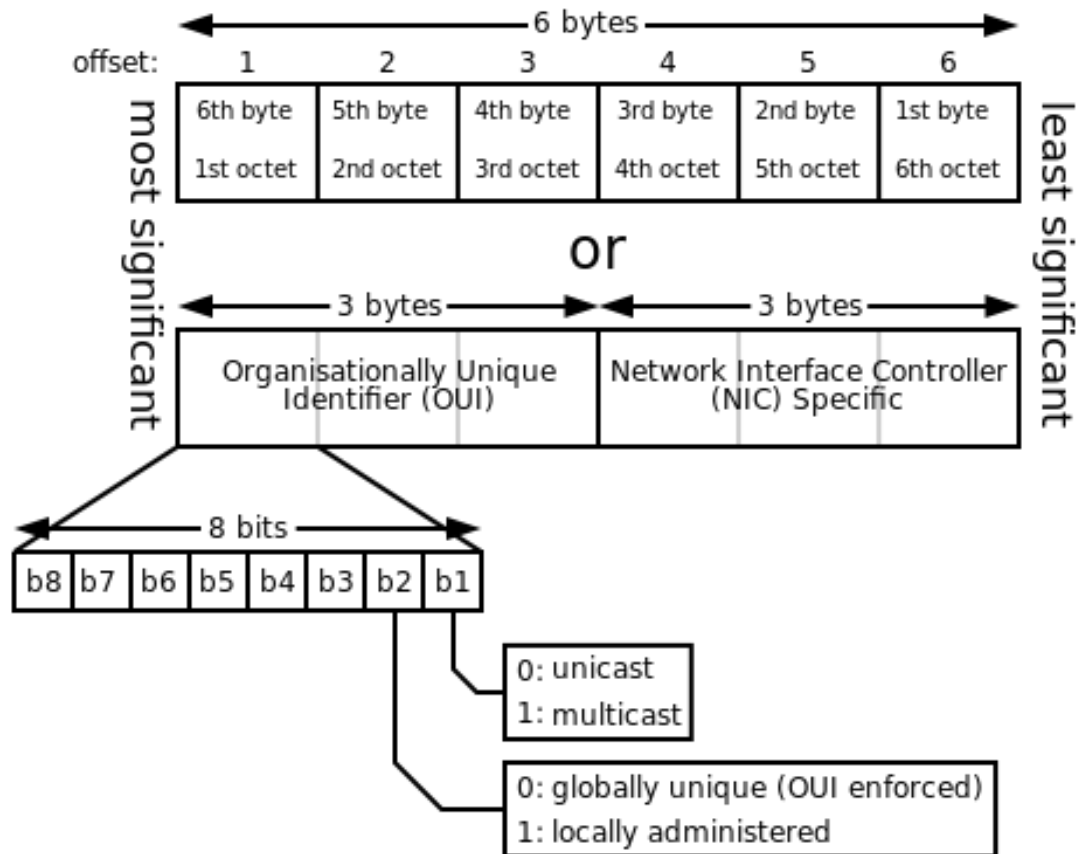 6 bytes
offset: 1 2 3 4 5 6
most significant
6th byte 5th byte 4th byte 3rd byte 2nd byte 1st byte
1st octet 2nd octet 3rd octet 4th octet 5th octet 6th octet
least significant
or
3 bytes 3 bytes
Organisationally Unique
Identifier (OUI)
Network Interface Controller
(NIC) Specific
8 bits
b8 b7 b6 b5 b4 b3 b2 b1
0: unicast
1: multicast
0: globally unique (OUI enforced)
1: locally administered